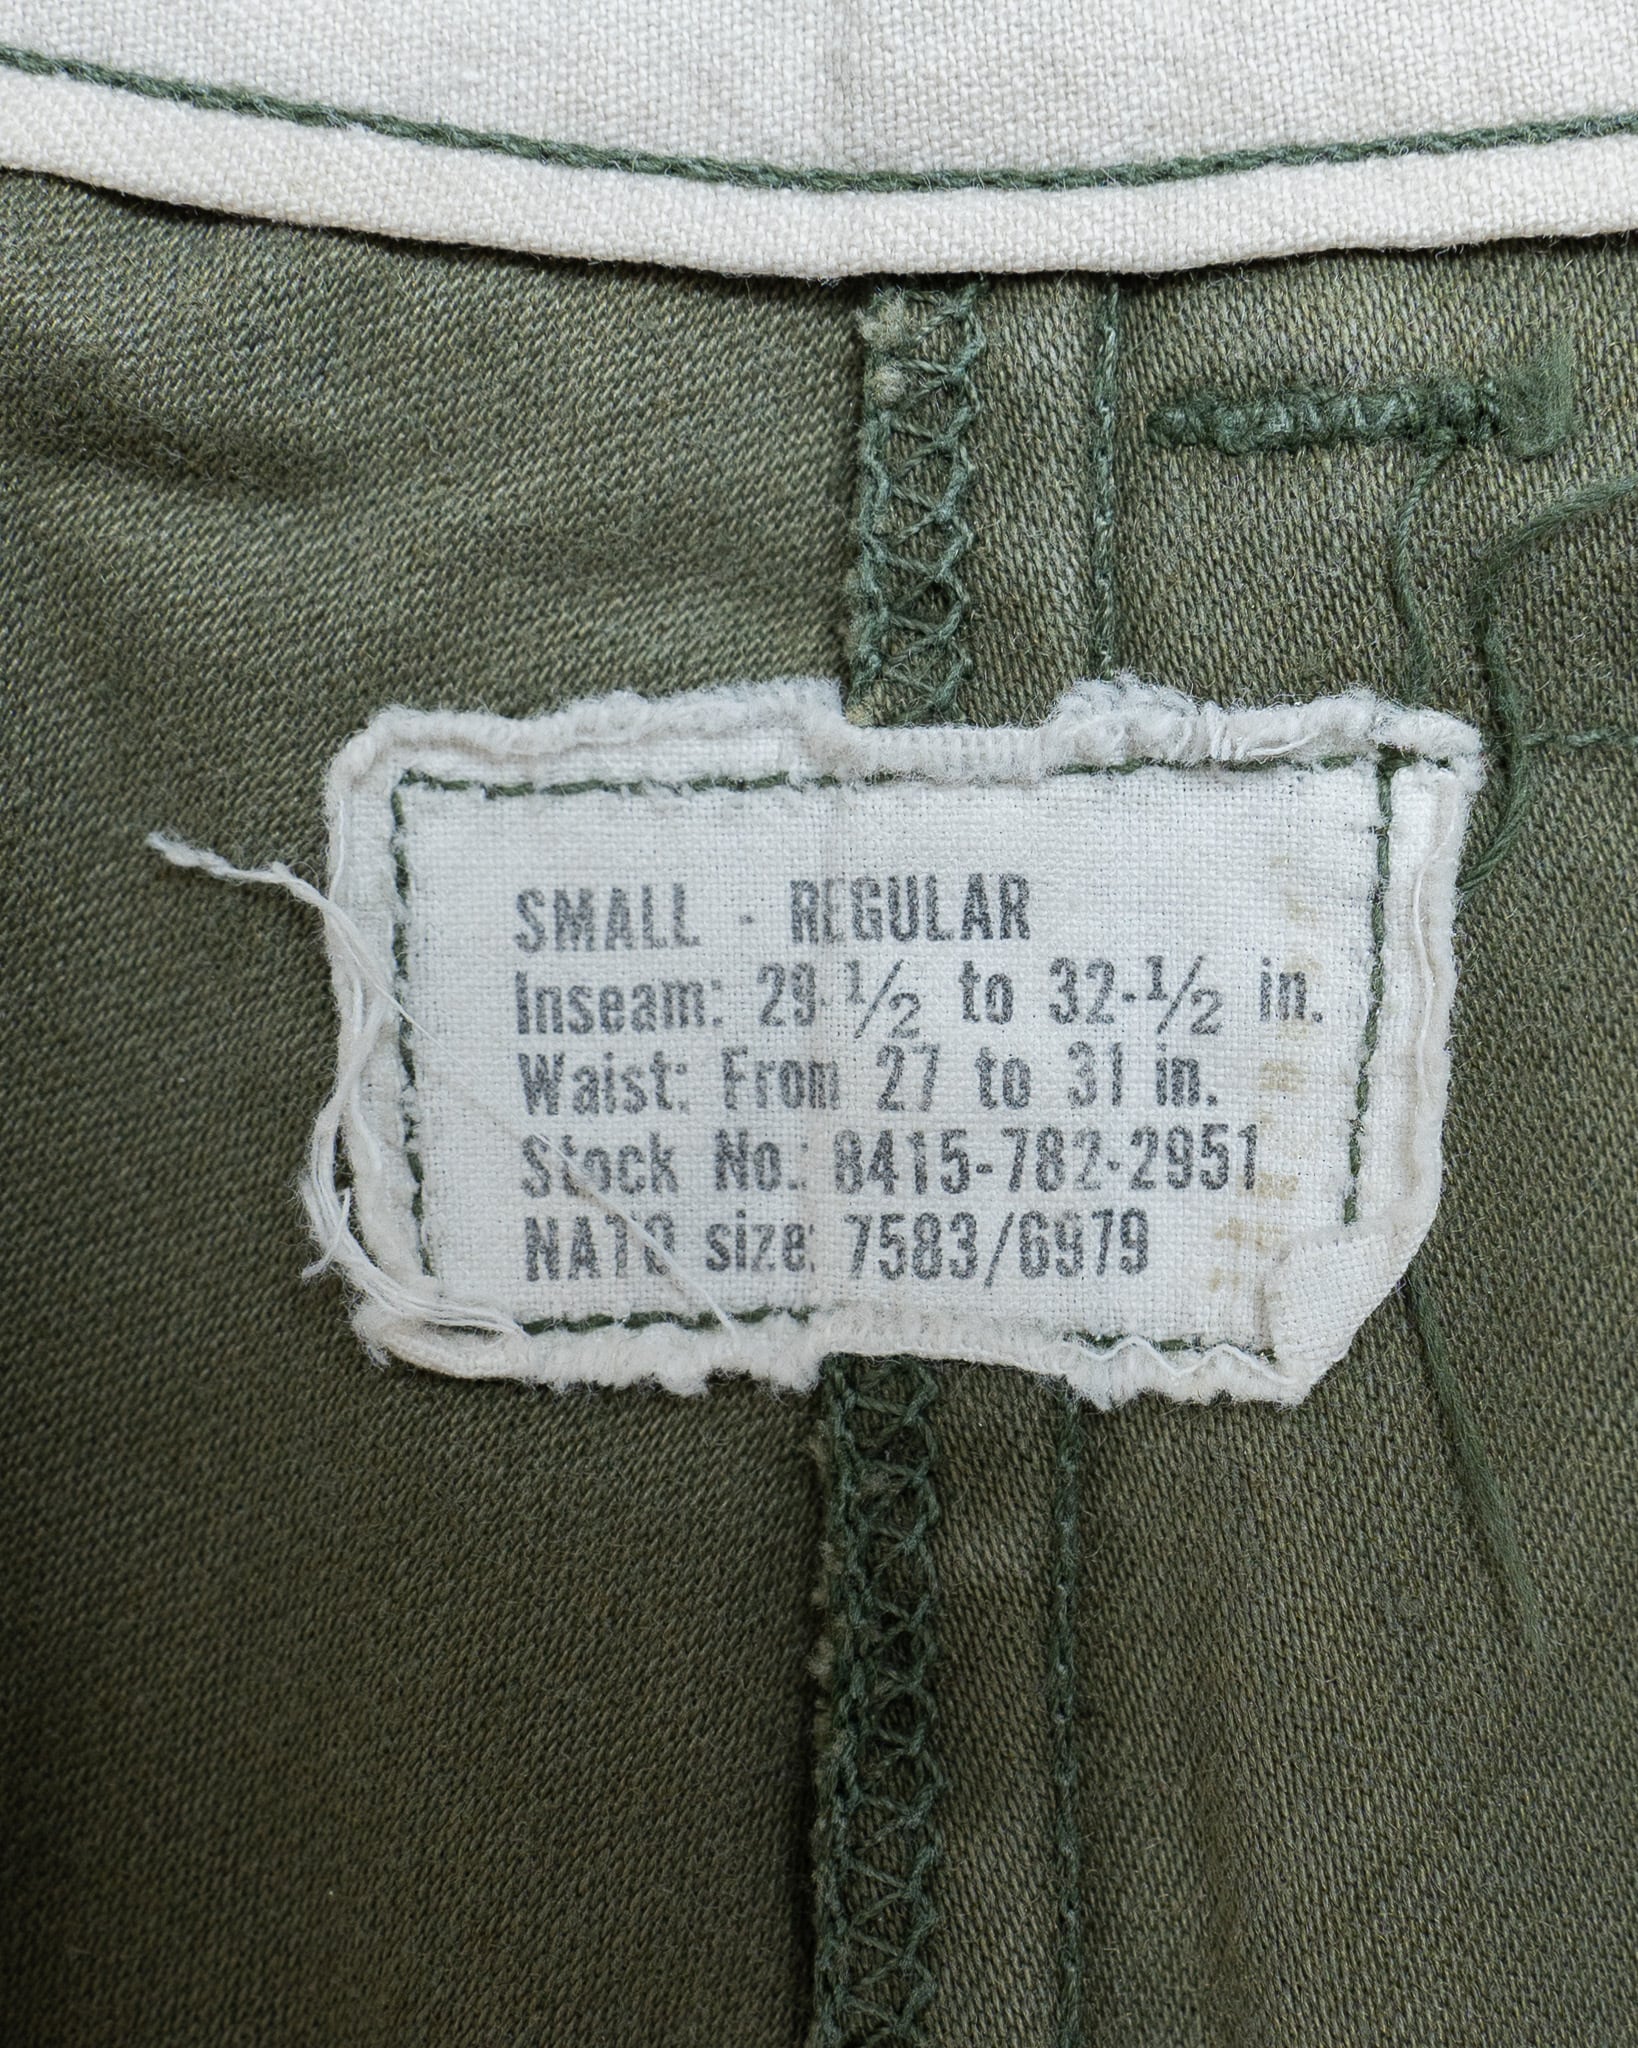 SMALL - REGULAR
Inseam: 29-½ to 32-½ in.
Waist: From 27 to 31 in.
Stock No.: 8415-782-2951
NATO size: 7583/6979